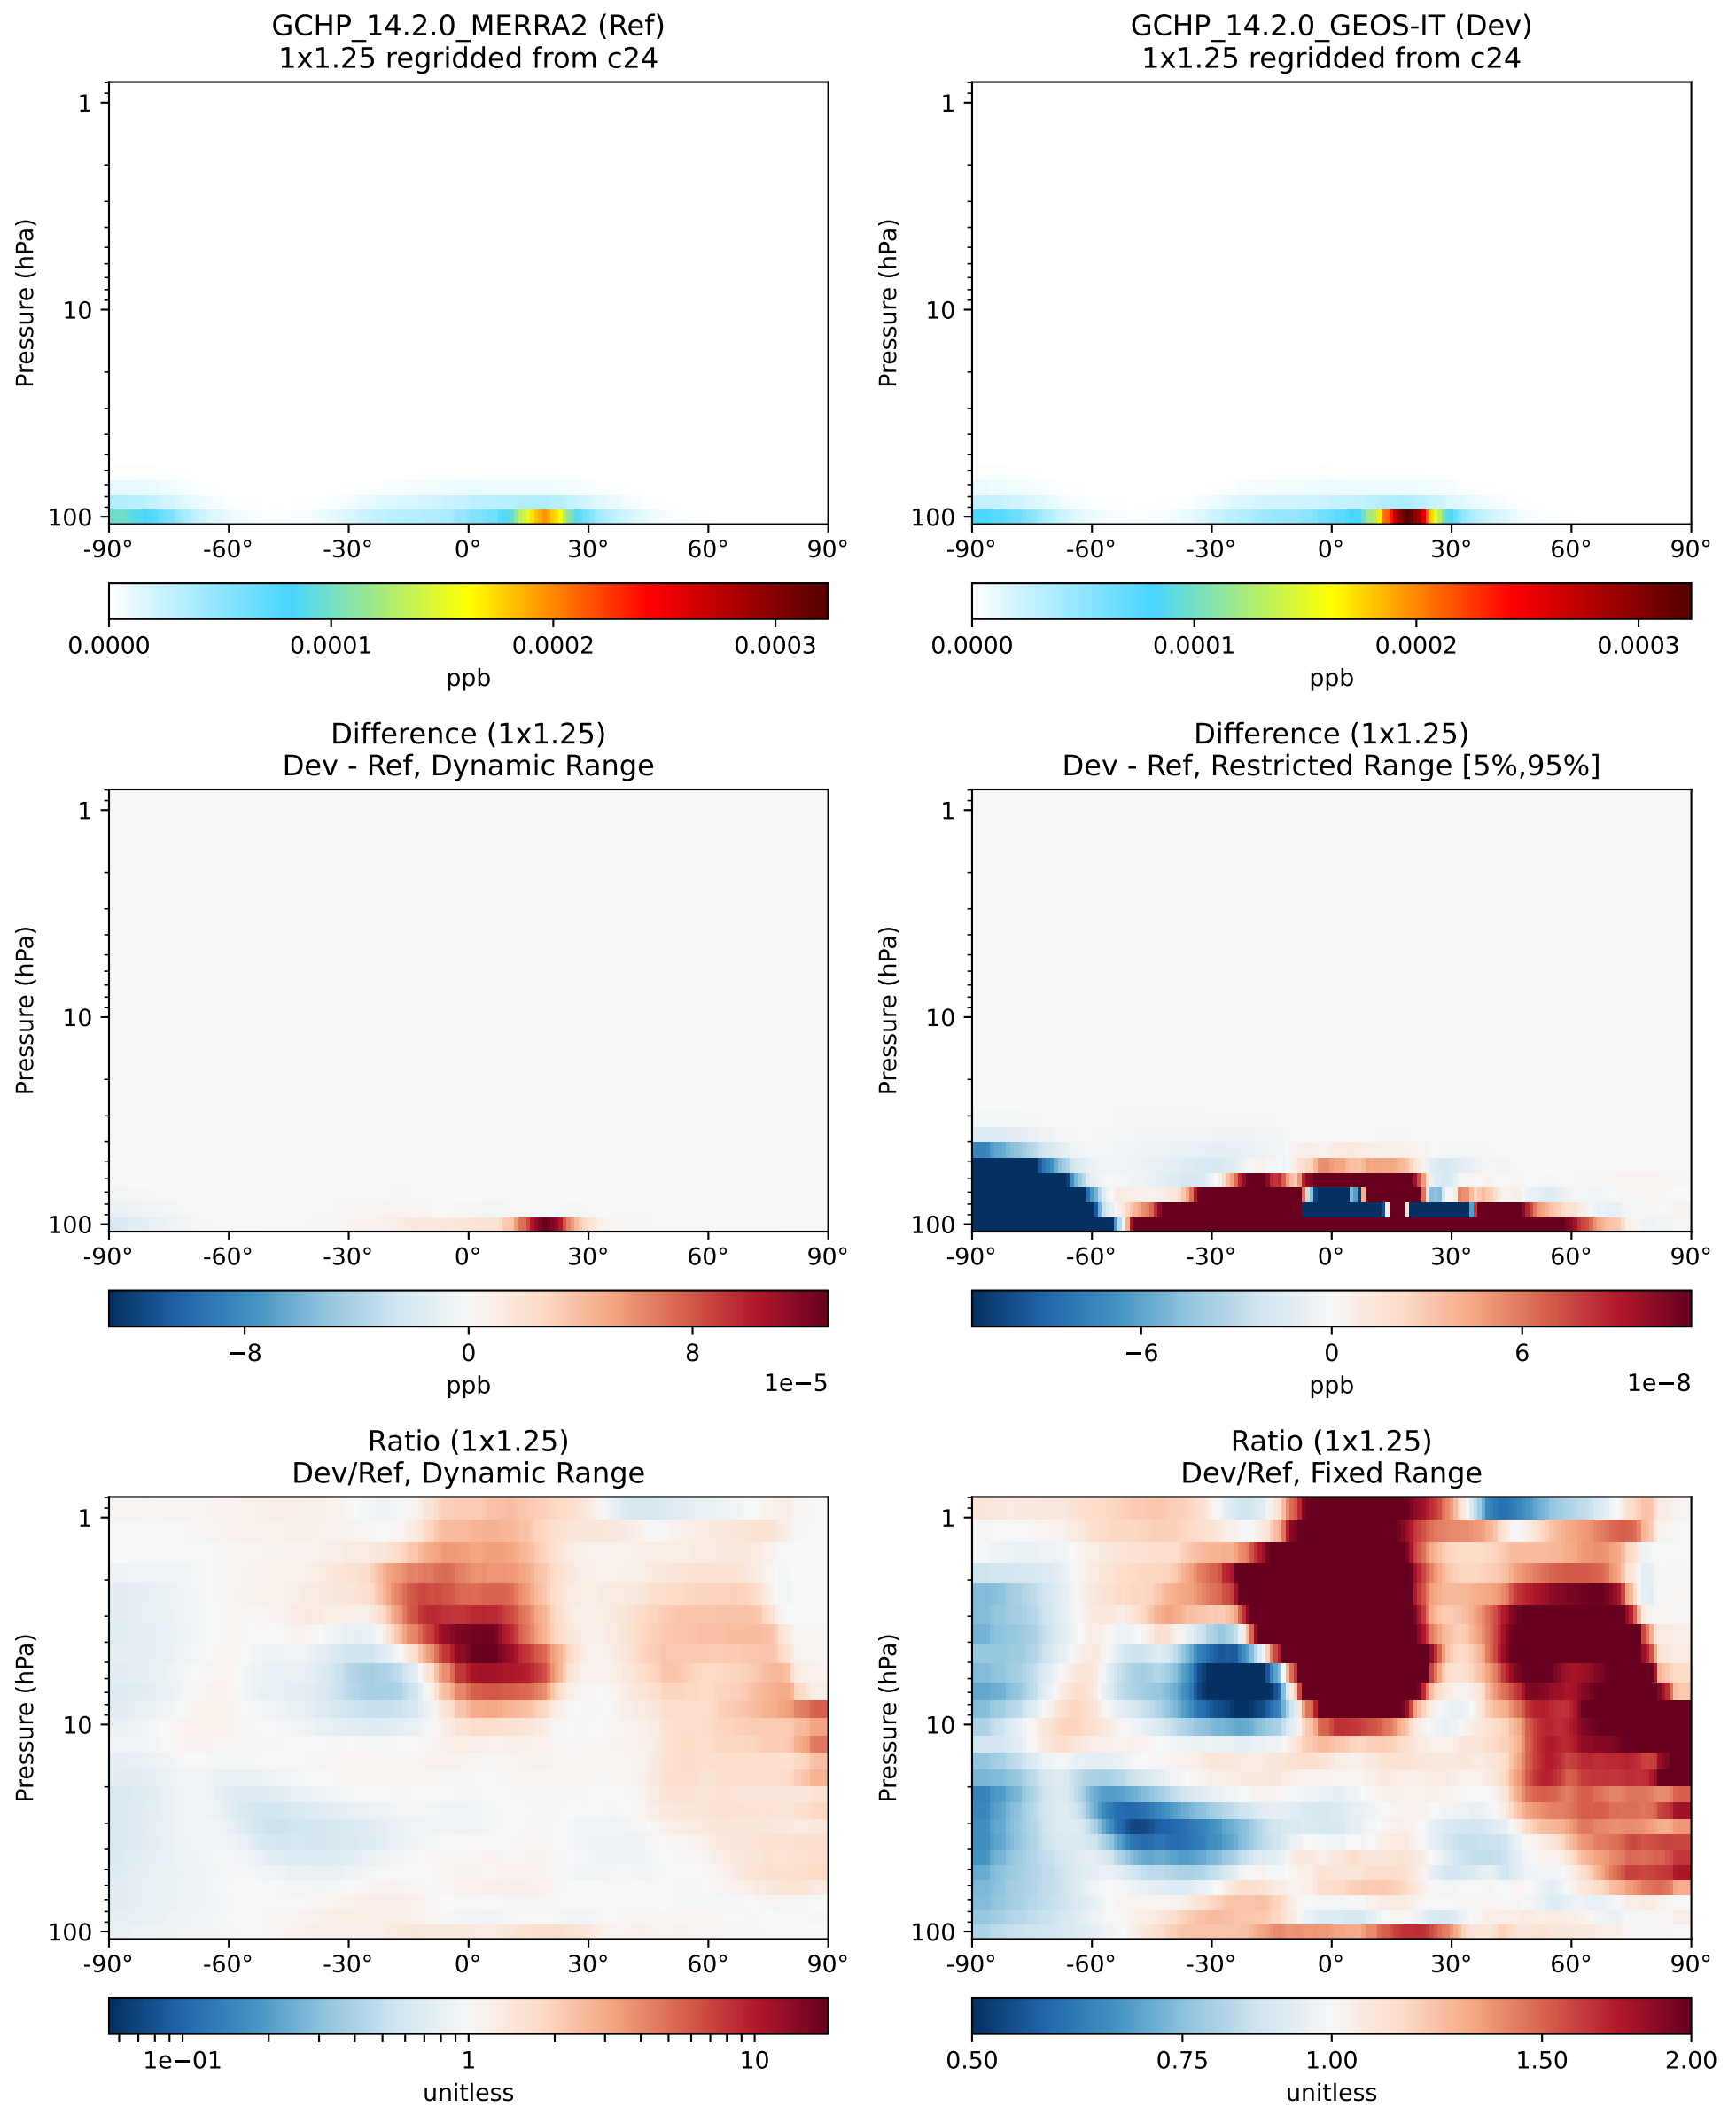 GCHP_14.2.0_MERRA2 (Ref)
1x1.25 regridded from c24
Pressure (hPa)
1
10
100
-90° -60° -30° 0° 30° 60° 90°
0.0000 0.0001 0.0002 0.0003
ppb
GCHP_14.2.0_GEOS-IT (Dev)
1x1.25 regridded from c24
Pressure (hPa)
1
10
100
-90° -60° -30° 0° 30° 60° 90°
0.0000 0.0001 0.0002 0.0003
ppb
Difference (1x1.25)
Dev - Ref, Dynamic Range
Pressure (hPa)
1
10
100
-90° -60° -30° 0° 30° 60° 90°
−8 0 8
ppb
1e−5
Difference (1x1.25)
Dev - Ref, Restricted Range [5%,95%]
Pressure (hPa)
1
10
100
-90° -60° -30° 0° 30° 60° 90°
−6 0 6
ppb
1e−8
Ratio (1x1.25)
Dev/Ref, Dynamic Range
Pressure (hPa)
1
10
100
-90° -60° -30° 0° 30° 60° 90°
1e−01 1 10
unitless
Ratio (1x1.25)
Dev/Ref, Fixed Range
Pressure (hPa)
1
10
100
-90° -60° -30° 0° 30° 60° 90°
0.50 0.75 1.00 1.50 2.00
unitless